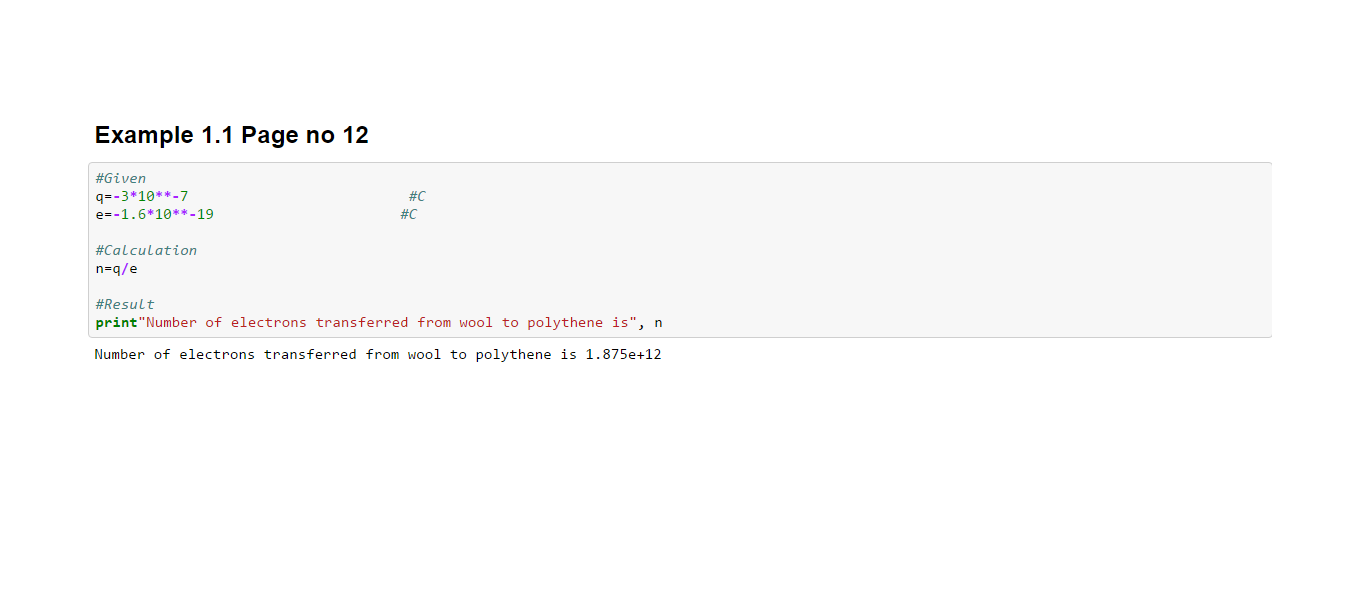 Example 1.1 Page no 12
#Given
q=-3*10**-7                          #C
e=-1.6*10**-19                      #C
#Calculation
n=q/e
#Result
print"Number of electrons transferred from wool to polythene is", n
Number of electrons transferred from wool to polythene is 1.875e+12